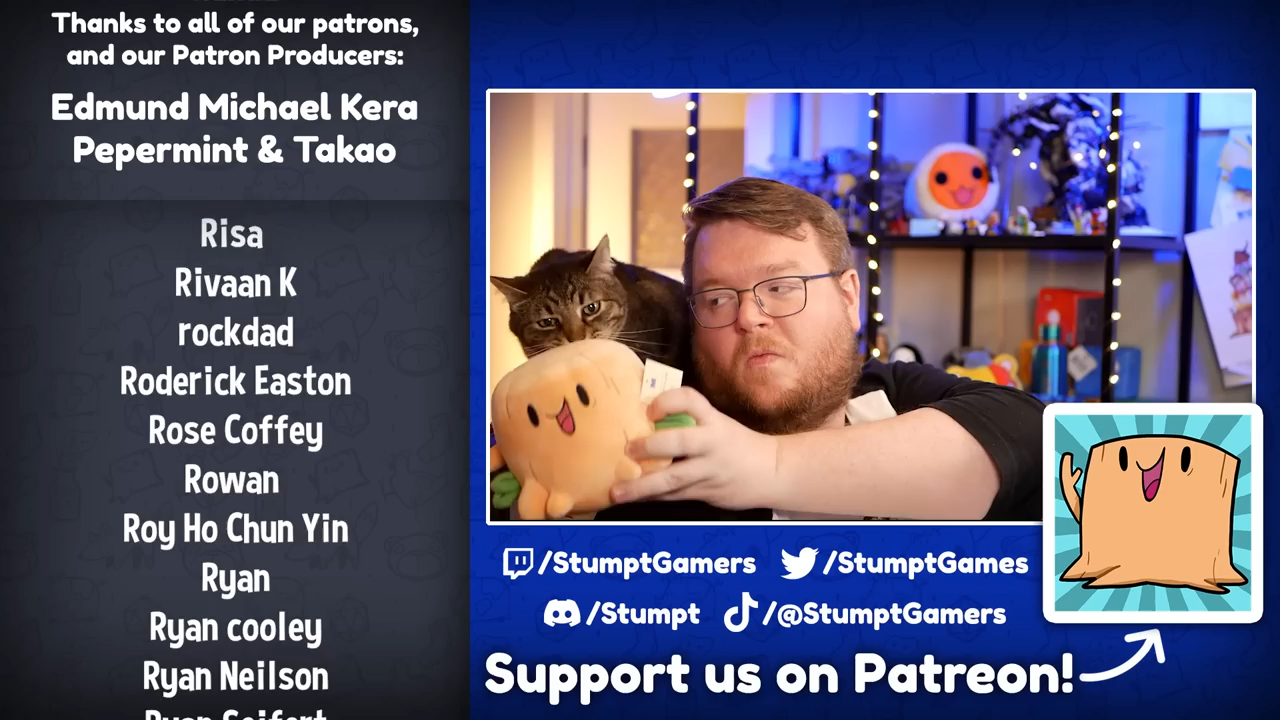 Thanks to all of our patrons,
and our Patron Producers:
Edmund Michael Kera
Pepermint & Takao
Risa
Rivaan K
rockdad
Roderick Easton
Rose Coffey
Rowan
Roy Ho Chun Yin
Ryan
Ryan cooley
Ryan Neilson
Ryan Seifert
/StumptGamers /StumptGames
/Stumpt /@StumptGamers
Support us on Patreon!